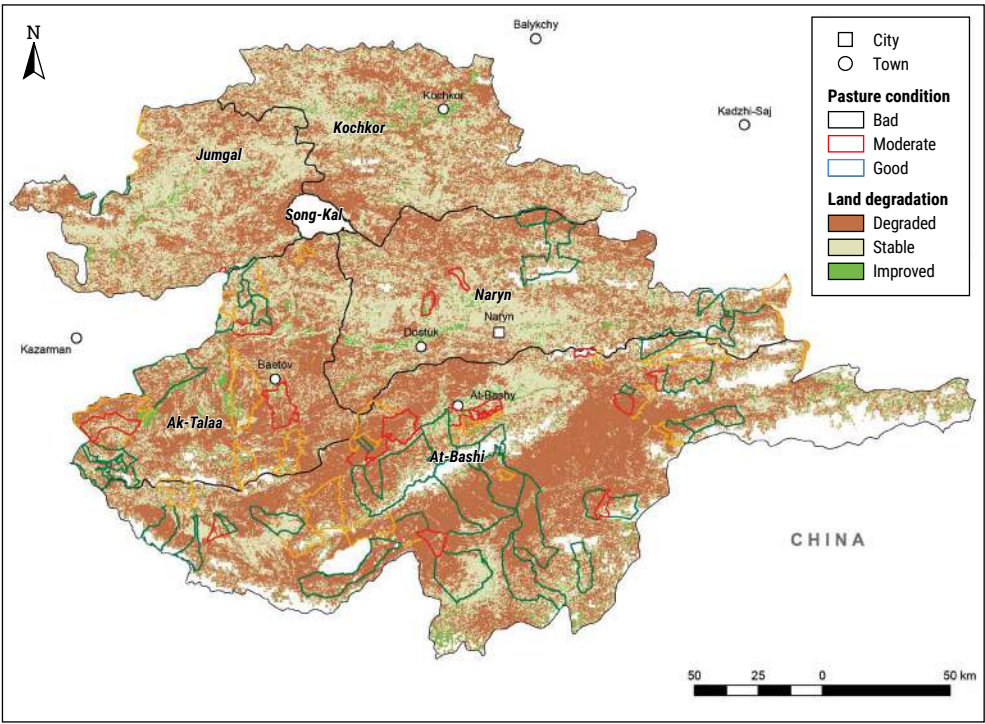 N
Balykchy
Kadzhi-Saj
Kochkor
Kochkor
Jumgal
Song-Kal
Naryn
Naryn
Dostuk
Kazarman
Baetov
At-Bashy
Ak-Talaa
At-Bashi
CHINA
City
Town
Pasture condition
Bad
Moderate
Good
Land degradation
Degraded
Stable
Improved
50 25 0 50 km